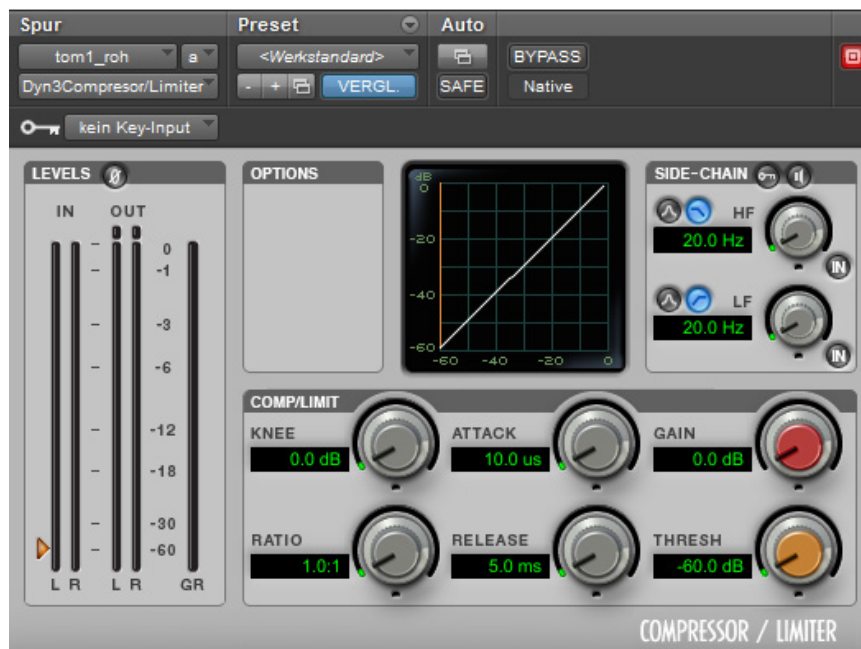 Spur Preset Auto
tom1_roh a <Werkstandard> BYPASS
Dyn3Compresor/Limiter - + VERGL. SAFE Native
kein Key-Input
LEVELS Ø OPTIONS SIDE-CHAIN
IN OUT
0
-1
-3
-6
-12
-18
-30
-60
L R L R GR
dB
0
-20
-40
-60
-60 -40 -20 0
HF
20.0 Hz
IN
LF
20.0 Hz
IN
COMP/LIMIT
KNEE ATTACK GAIN
0.0 dB 10.0 us 0.0 dB
RATIO RELEASE THRESH
1.0:1 5.0 ms -60.0 dB
COMPRESSOR / LIMITER